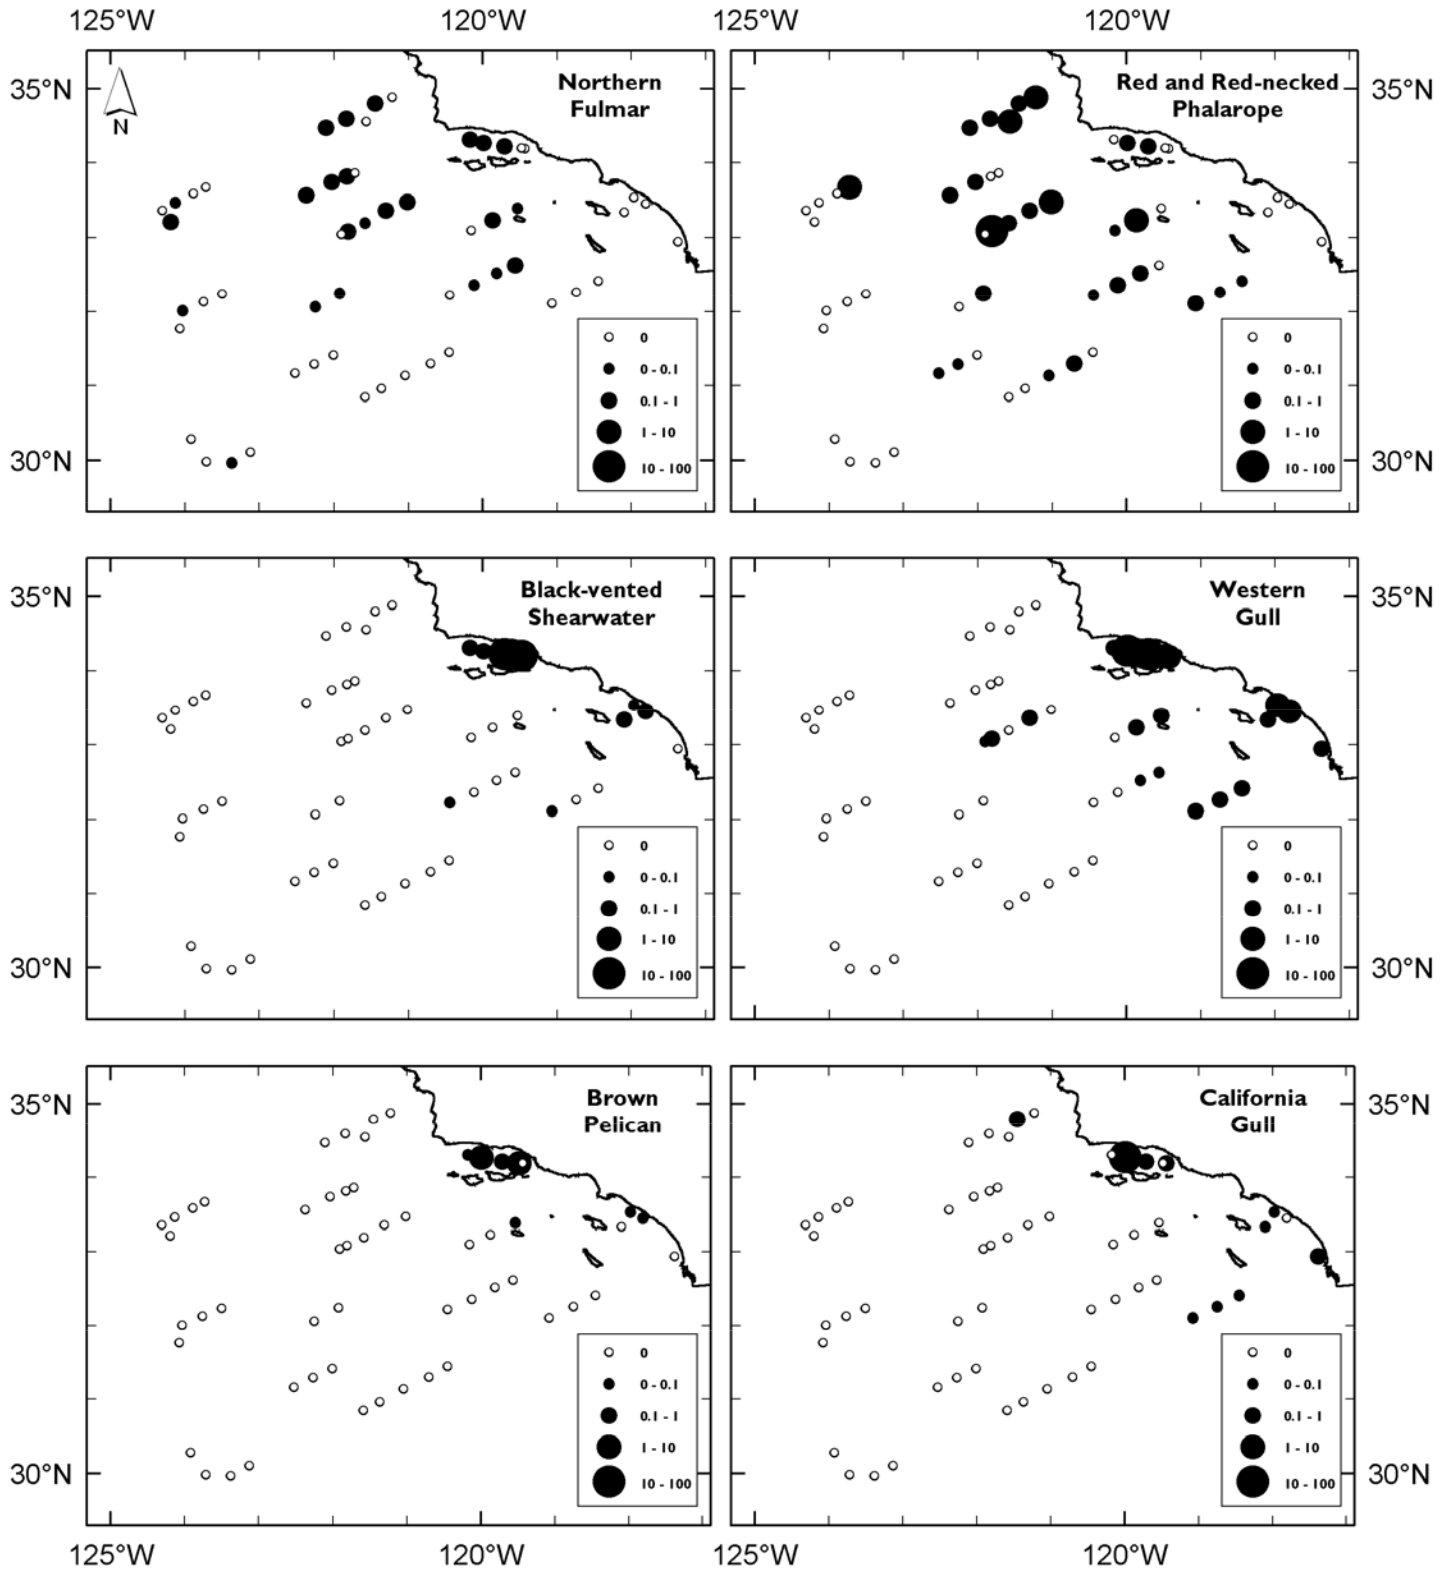 125°W 120°W 125°W 120°W
35°N
N
Northern
Fulmar
0
0 - 0.1
0.1 - 1
1 - 10
10 - 100
30°N
Red and Red-necked
Phalarope
35°N
0
0 - 0.1
0.1 - 1
1 - 10
10 - 100
30°N
35°N
Black-vented
Shearwater
0
0 - 0.1
0.1 - 1
1 - 10
10 - 100
30°N
Western
Gull
35°N
0
0 - 0.1
0.1 - 1
1 - 10
10 - 100
30°N
35°N
Brown
Pelican
0
0 - 0.1
0.1 - 1
1 - 10
10 - 100
30°N
California
Gull
35°N
0
0 - 0.1
0.1 - 1
1 - 10
10 - 100
30°N
125°W 120°W 125°W 120°W